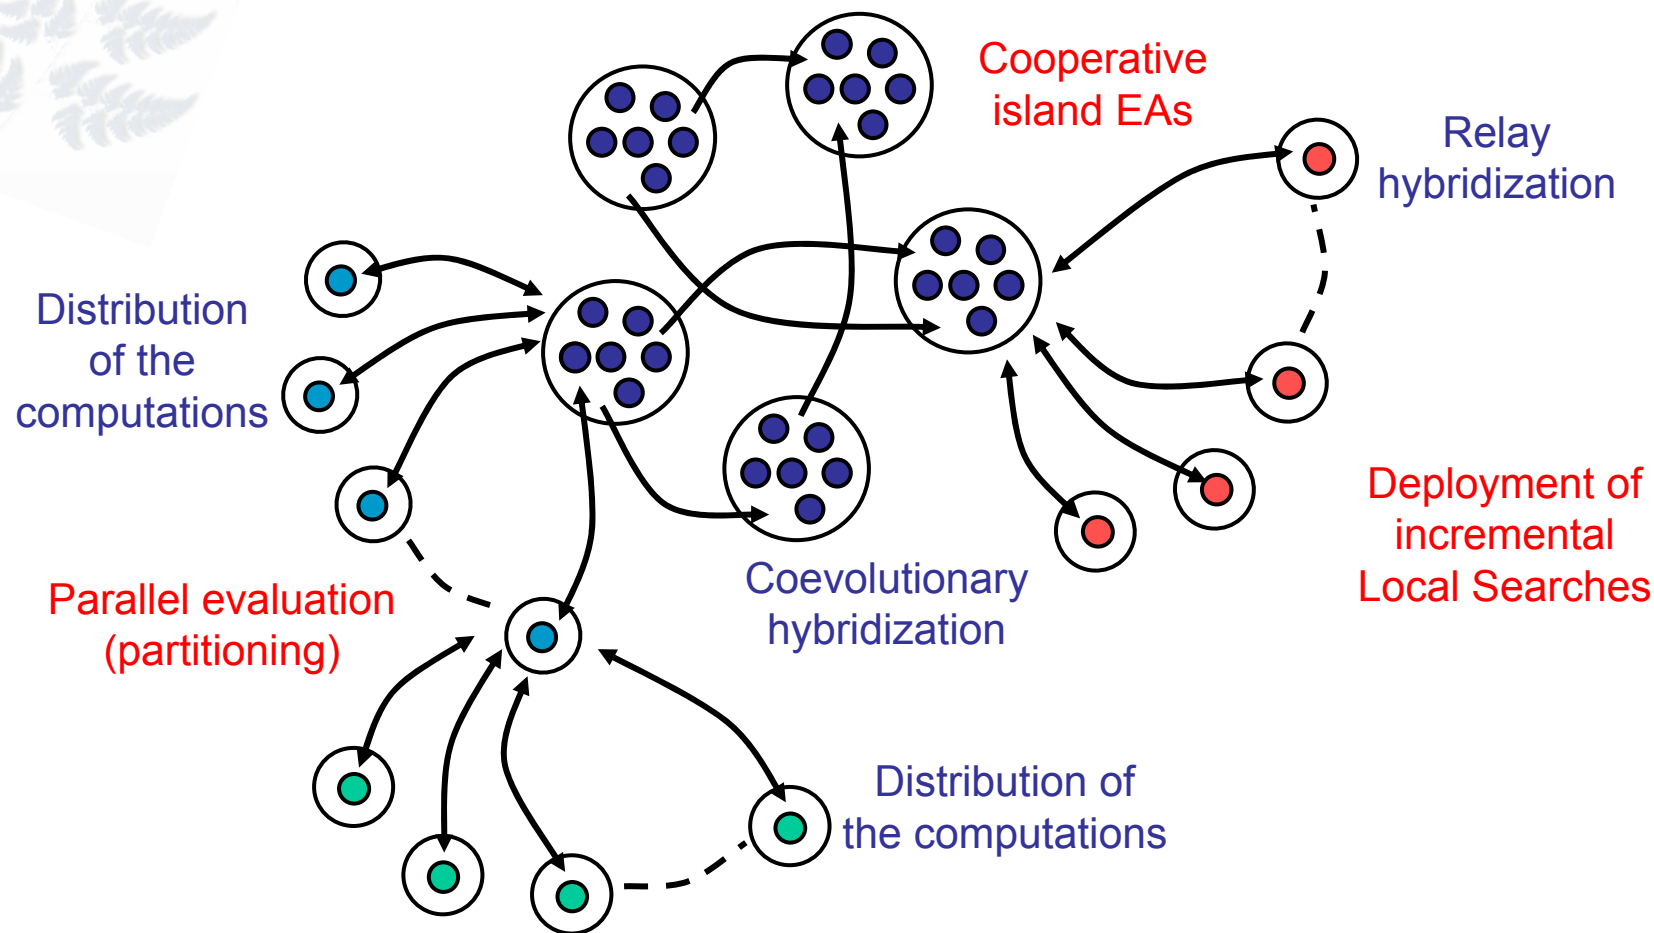 Cooperative
island EAs
Relay
hybridization
Distribution
of the
computations
Deployment of
incremental
Local Searches
Coevolutionary
hybridization
Parallel evaluation
(partitioning)
Distribution of
the computations